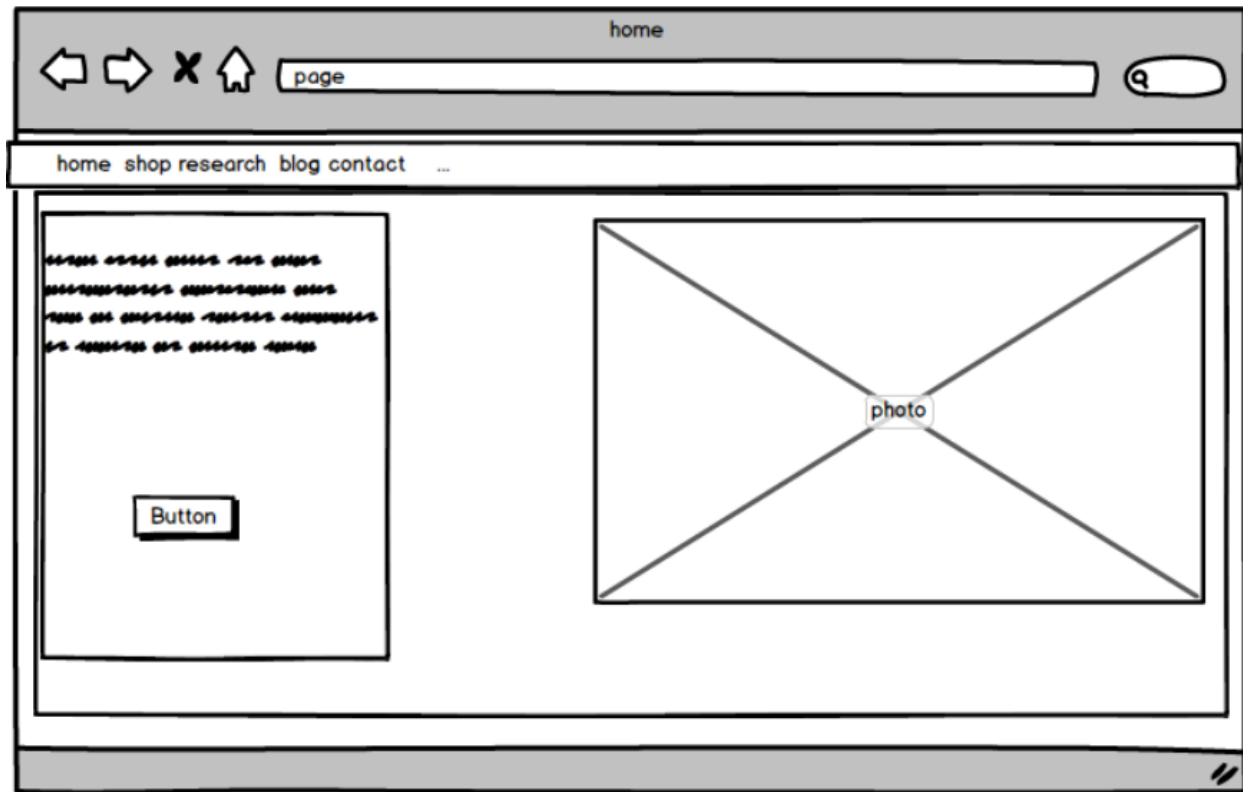 home
page
home shop research blog contact ...
photo
Button